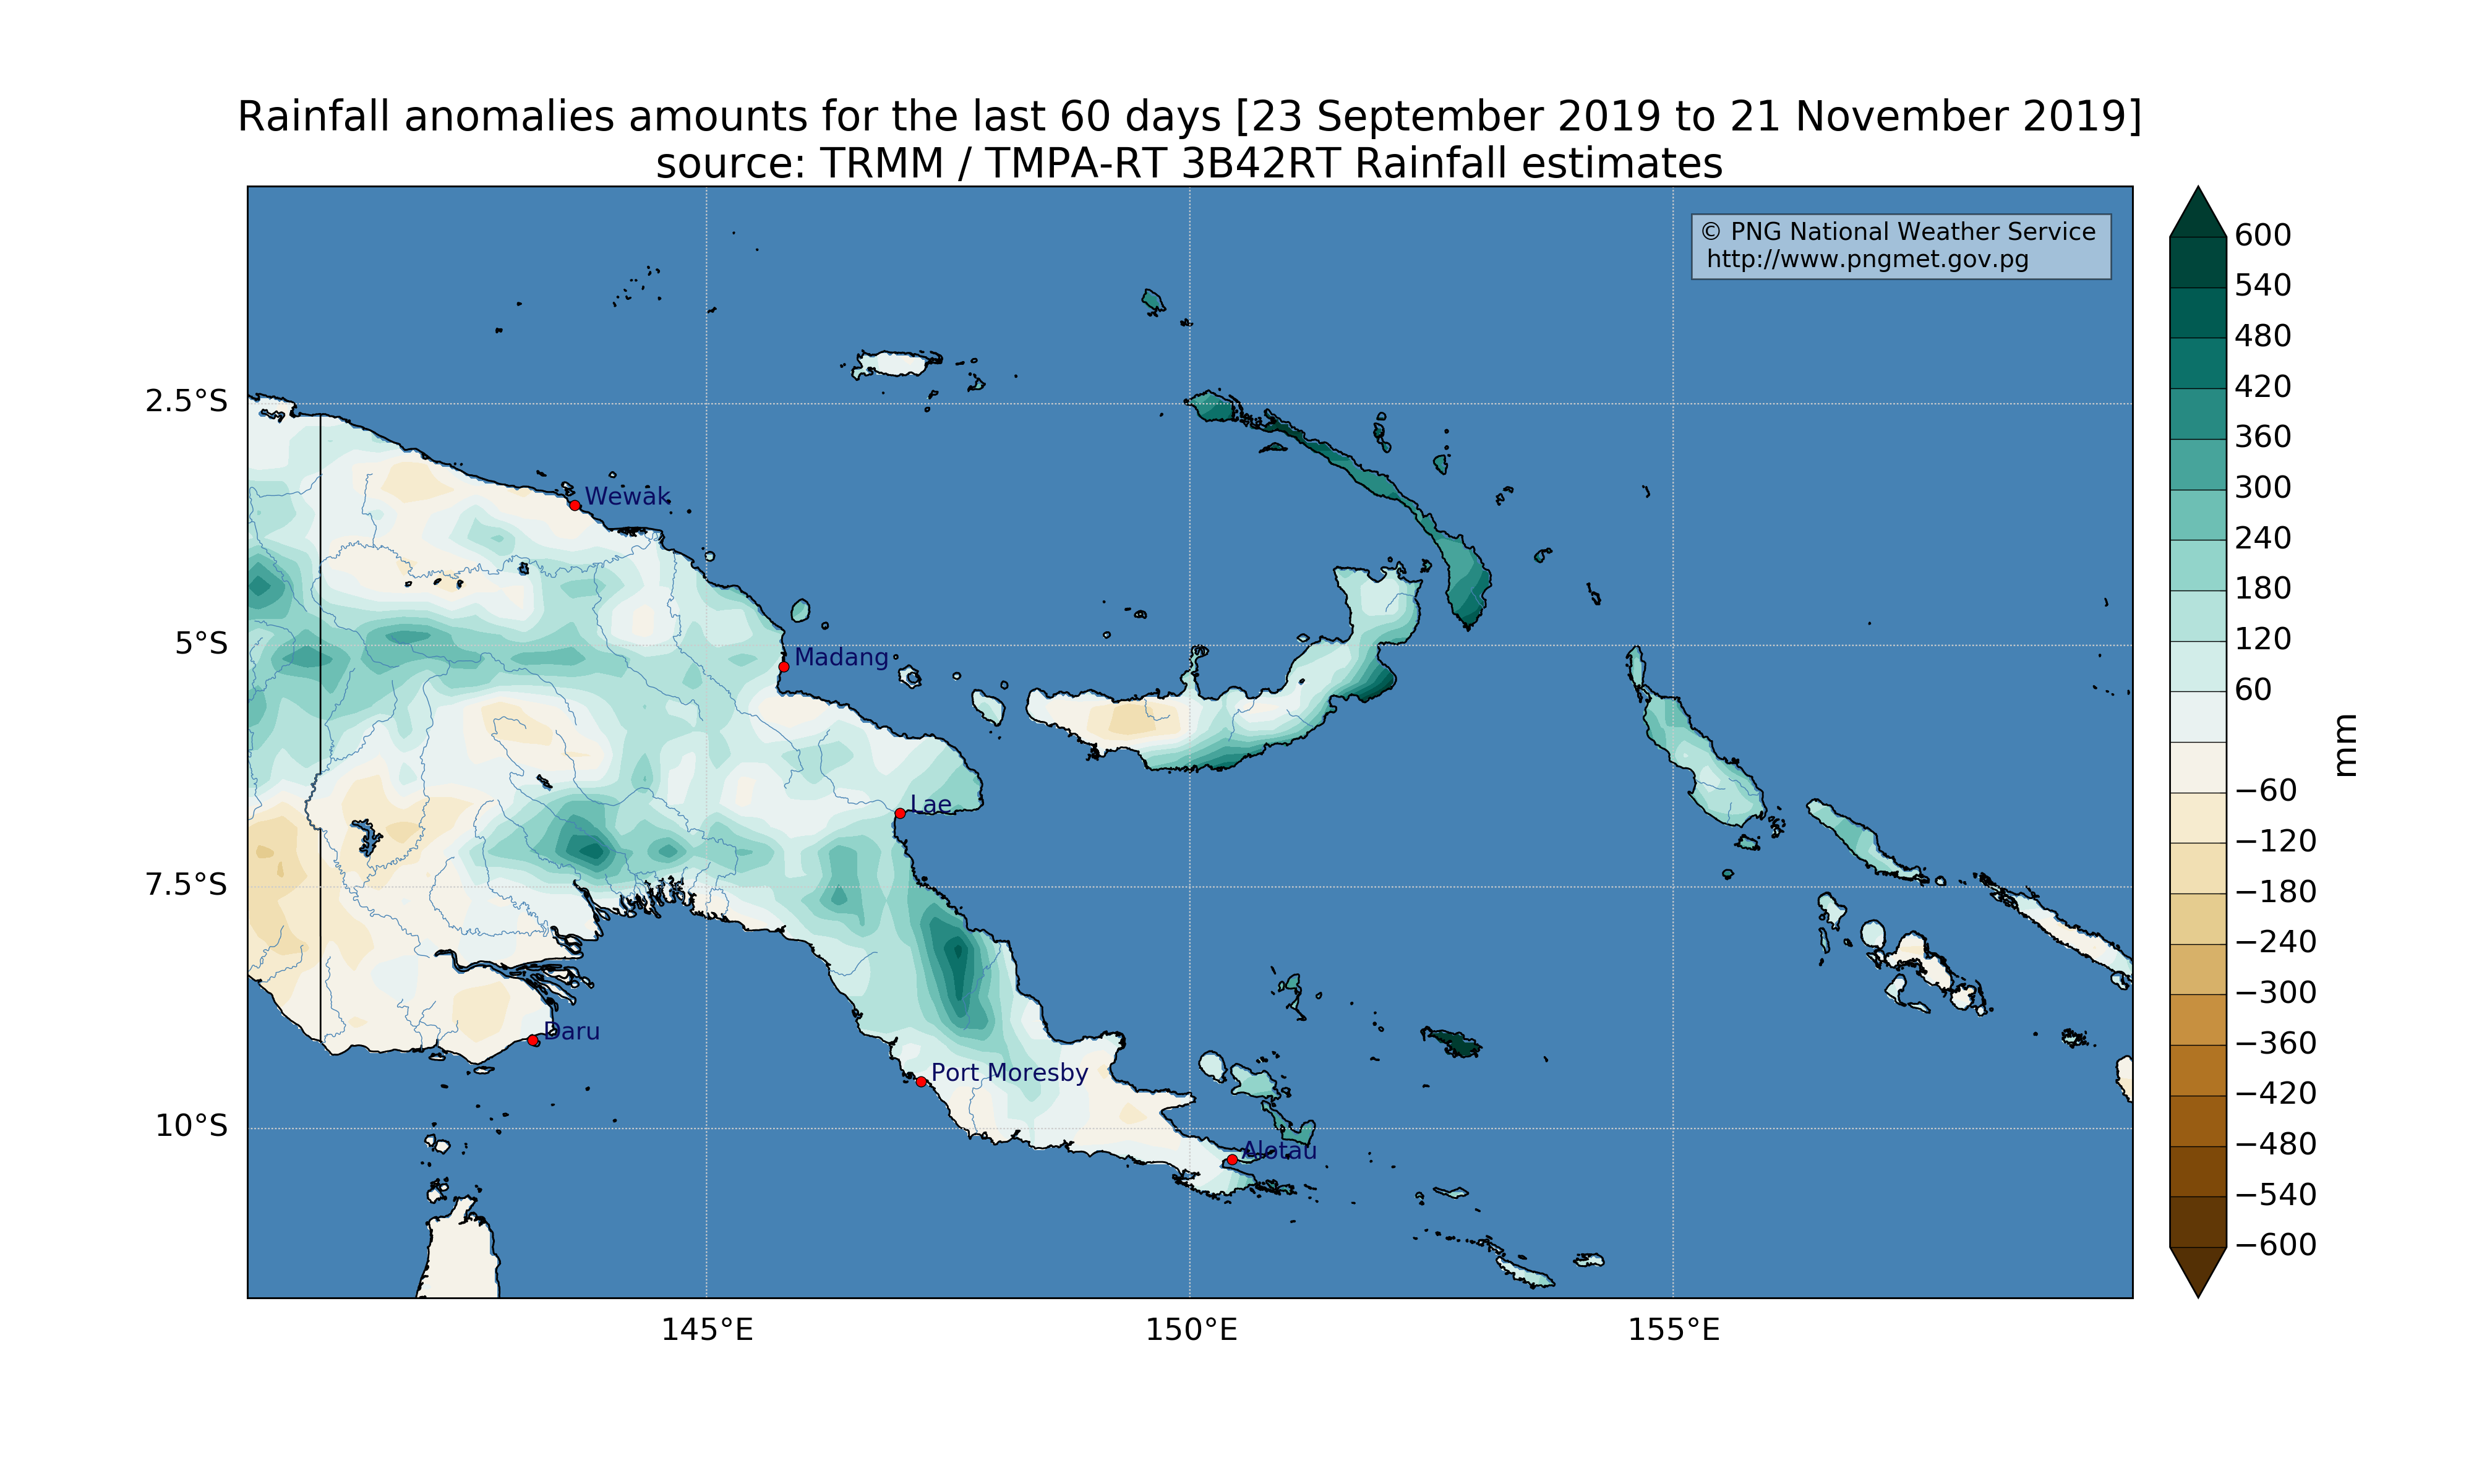 Rainfall anomalies amounts for the last 60 days [23 September 2019 to 21 November 2019]
source: TRMM / TMPA-RT 3B42RT Rainfall estimates
© PNG National Weather Service
http://www.pngmet.gov.pg
2.5°S
5°S
7.5°S
10°S
145°E
150°E
155°E
Wewak
Madang
Lae
Daru
Port Moresby
Alotau
600
540
480
420
360
300
240
180
120
60
−60
−120
−180
−240
−300
−360
−420
−480
−540
−600
mm